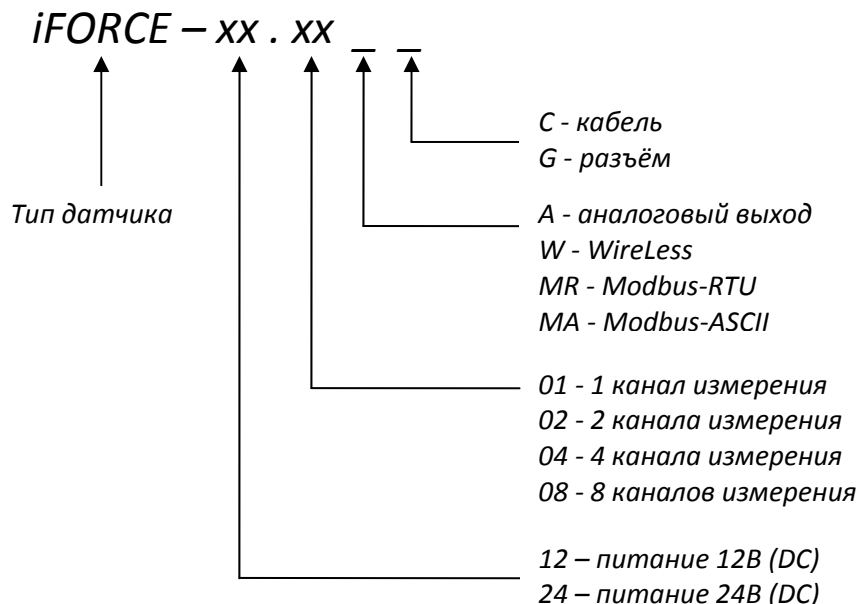 iFORCE – xx . xx _ _
C - кабель
G - разъём
Тип датчика
A - аналоговый выход
W - WireLess
MR - Modbus-RTU
MA - Modbus-ASCII
01 - 1 канал измерения
02 - 2 канала измерения
04 - 4 канала измерения
08 - 8 каналов измерения
12 – питание 12В (DC)
24 – питание 24В (DC)